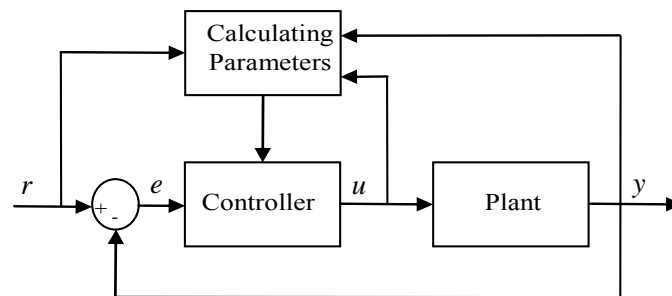 Calculating
Parameters
r
+
-
e
Controller
u
Plant
y